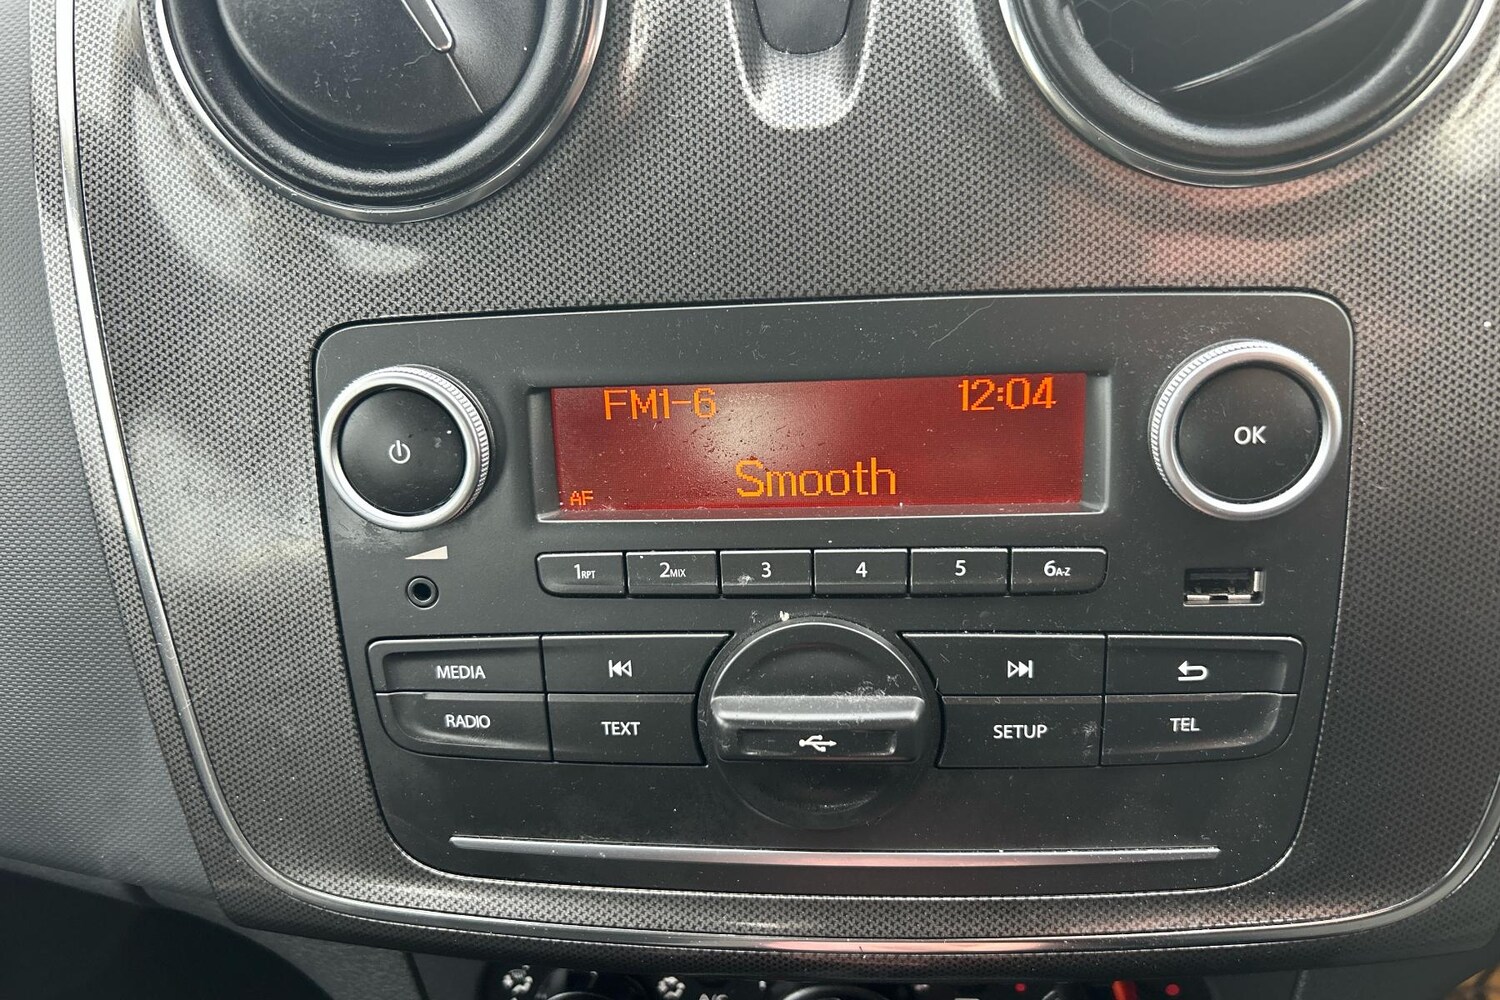 FM1-6 12:04
Smooth
AF
OK
1RPT 2MIX 3 4 5 6A-Z
MEDIA
RADIO TEXT SETUP TEL
A/C